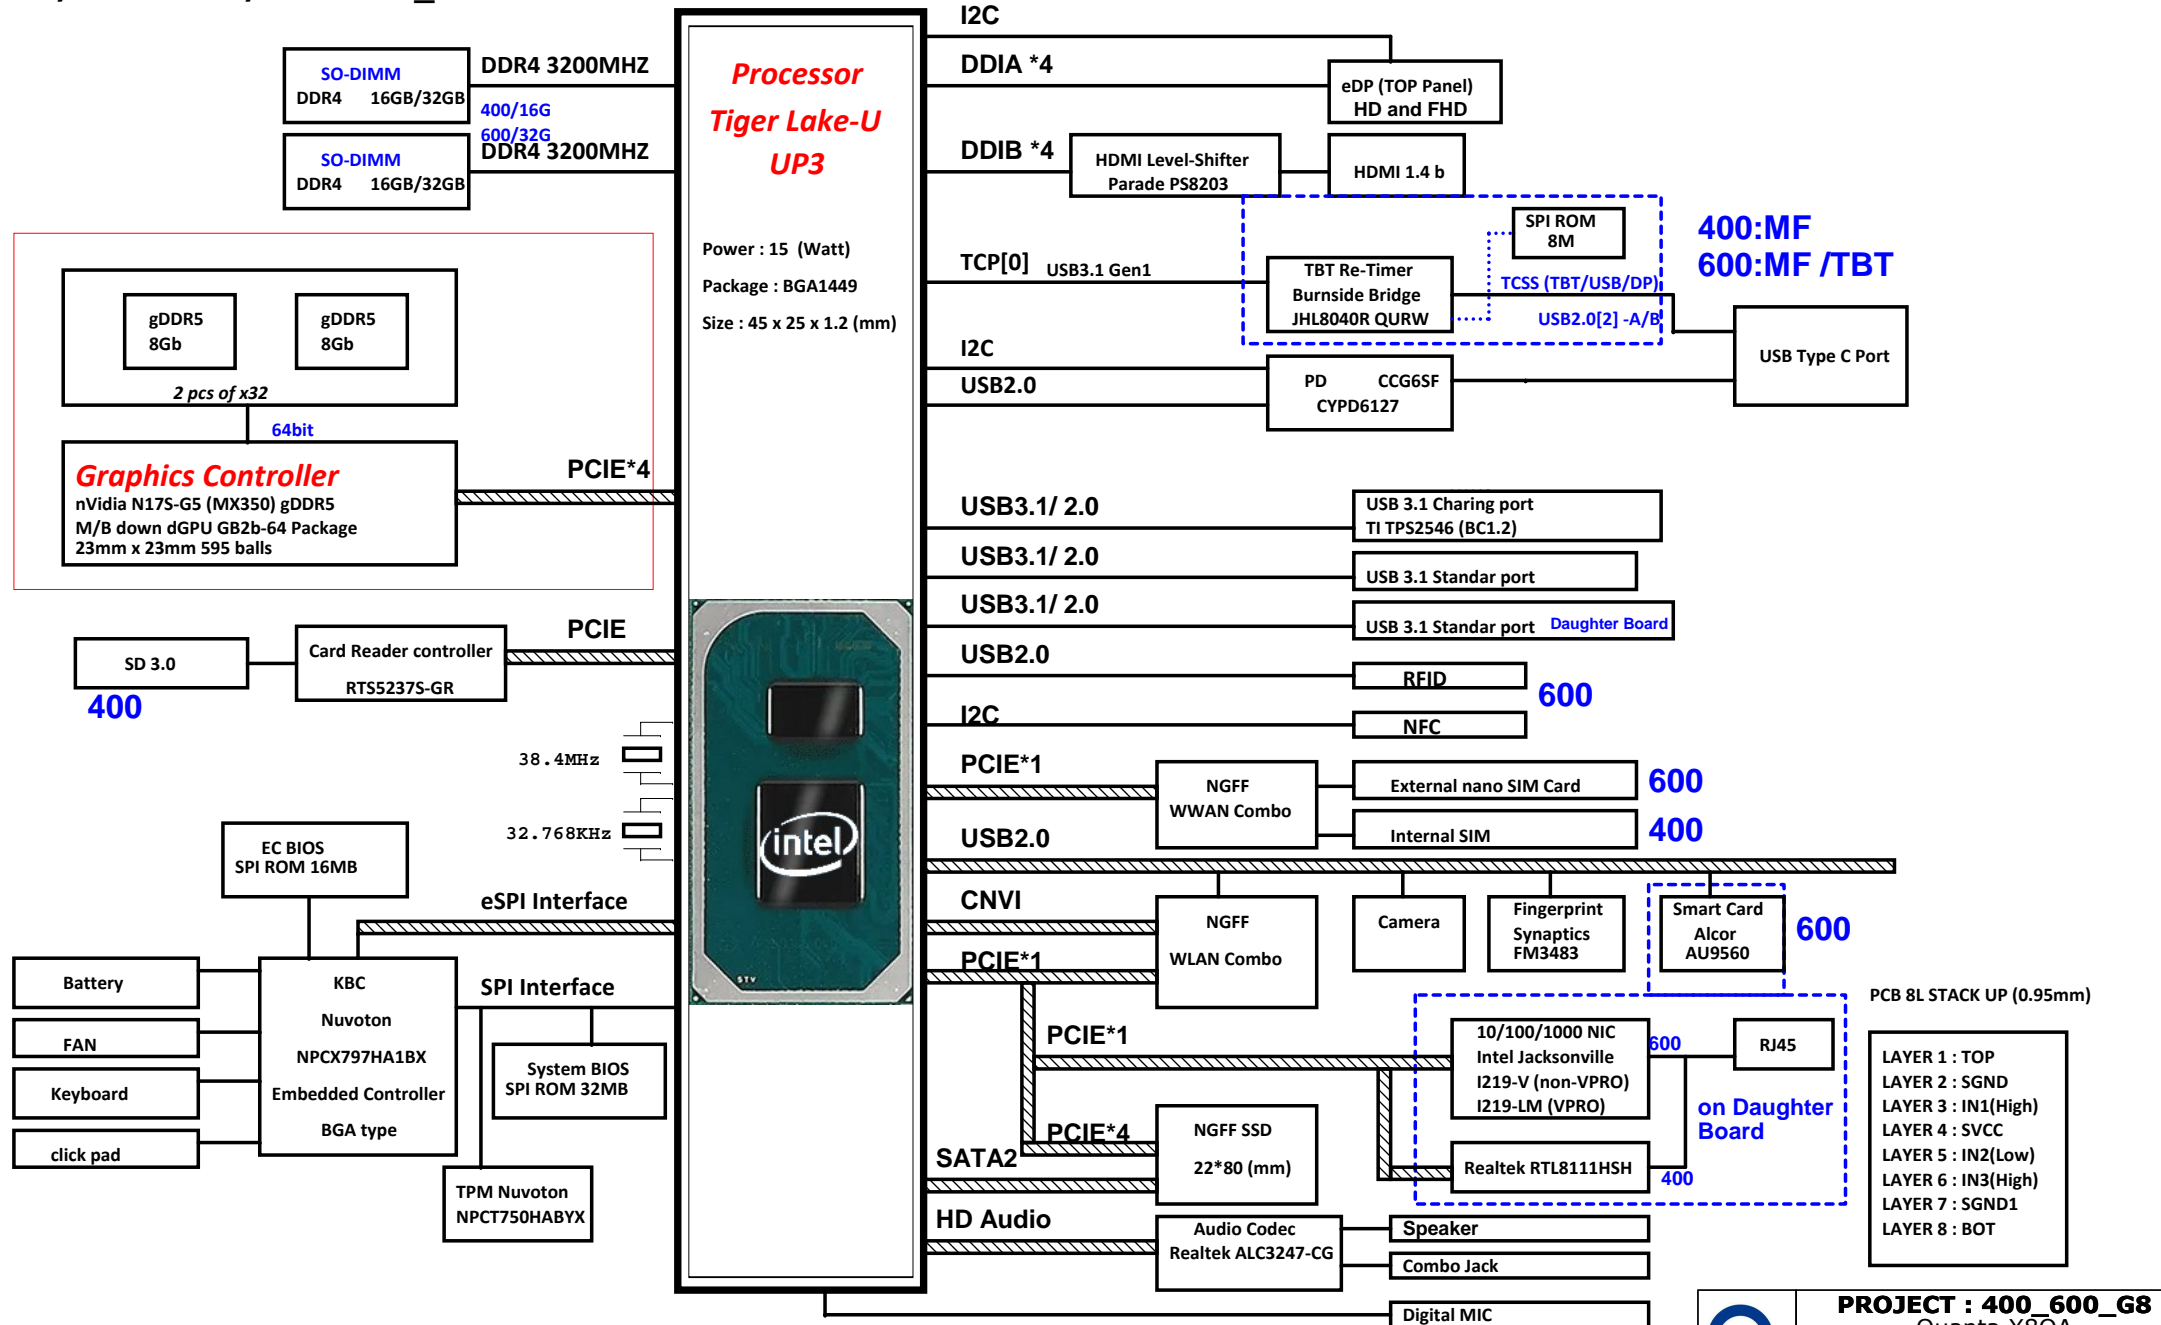 I2C
DDR4 3200MHZ
SO-DIMM
DDR4 16GB/32GB
400/16G
600/32G
DDR4 3200MHZ
SO-DIMM
DDR4 16GB/32GB
gDDR5
8Gb
gDDR5
8Gb
2 pcs of x32
64bit
Graphics Controller
nVidia N17S-G5 (MX350) gDDR5
M/B down dGPU GB2b-64 Package
23mm x 23mm 595 balls
PCIE*4
PCIE
SD 3.0
400
Card Reader controller
RTS5237S-GR
38.4MHz
32.768KHz
EC BIOS
SPI ROM 16MB
eSPI Interface
Battery
FAN
Keyboard
click pad
KBC
Nuvoton
NPCX797HA1BX
Embedded Controller
BGA type
SPI Interface
System BIOS
SPI ROM 32MB
TPM Nuvoton
NPCT750HABYX
Processor
Tiger Lake-U
UP3
Power : 15 (Watt)
Package : BGA1449
Size : 45 x 25 x 1.2 (mm)
intel
STV
DDIA *4
eDP (TOP Panel)
HD and FHD
DDIB *4
HDMI Level-Shifter
Parade PS8203
HDMI 1.4 b
TCP[0]
USB3.1 Gen1
TBT Re-Timer
Burnside Bridge
JHL8040R QURW
SPI ROM
8M
TCSS (TBT/USB/DP)
USB2.0[2] -A/B
400:MF
600:MF /TBT
USB Type C Port
I2C
USB2.0
PD CCG6SF
CYPD6127
USB3.1/ 2.0
USB 3.1 Charing port
TI TPS2546 (BC1.2)
USB3.1/ 2.0
USB 3.1 Standar port
USB3.1/ 2.0
USB 3.1 Standar port Daughter Board
USB2.0
RFID
600
I2C
NFC
PCIE*1
NGFF
WWAN Combo
External nano SIM Card
600
Internal SIM
400
USB2.0
CNVI
NGFF
WLAN Combo
PCIE*1
Camera
Fingerprint
Synaptics
FM3483
Smart Card
Alcor
AU9560
600
PCIE*1
10/100/1000 NIC
Intel Jacksonville
I219-V (non-VPRO)
I219-LM (VPRO)
600
RJ45
on Daughter
Board
Realtek RTL8111HSH
400
PCIE*4
SATA2
NGFF SSD
22*80 (mm)
HD Audio
Audio Codec
Realtek ALC3247-CG
Speaker
Combo Jack
Digital MIC
PCB 8L STACK UP (0.95mm)
LAYER 1 : TOP
LAYER 2 : SGND
LAYER 3 : IN1(High)
LAYER 4 : SVCC
LAYER 5 : IN2(Low)
LAYER 6 : IN3(High)
LAYER 7 : SGND1
LAYER 8 : BOT
PROJECT : 400_600_G8